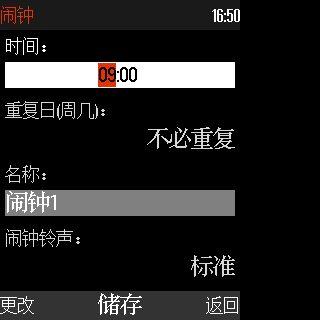 闹钟 16:50
时间:
09:00
重复日(周几):
不必重复
名称:
闹钟1
闹钟铃声:
标准
更改 储存 返回